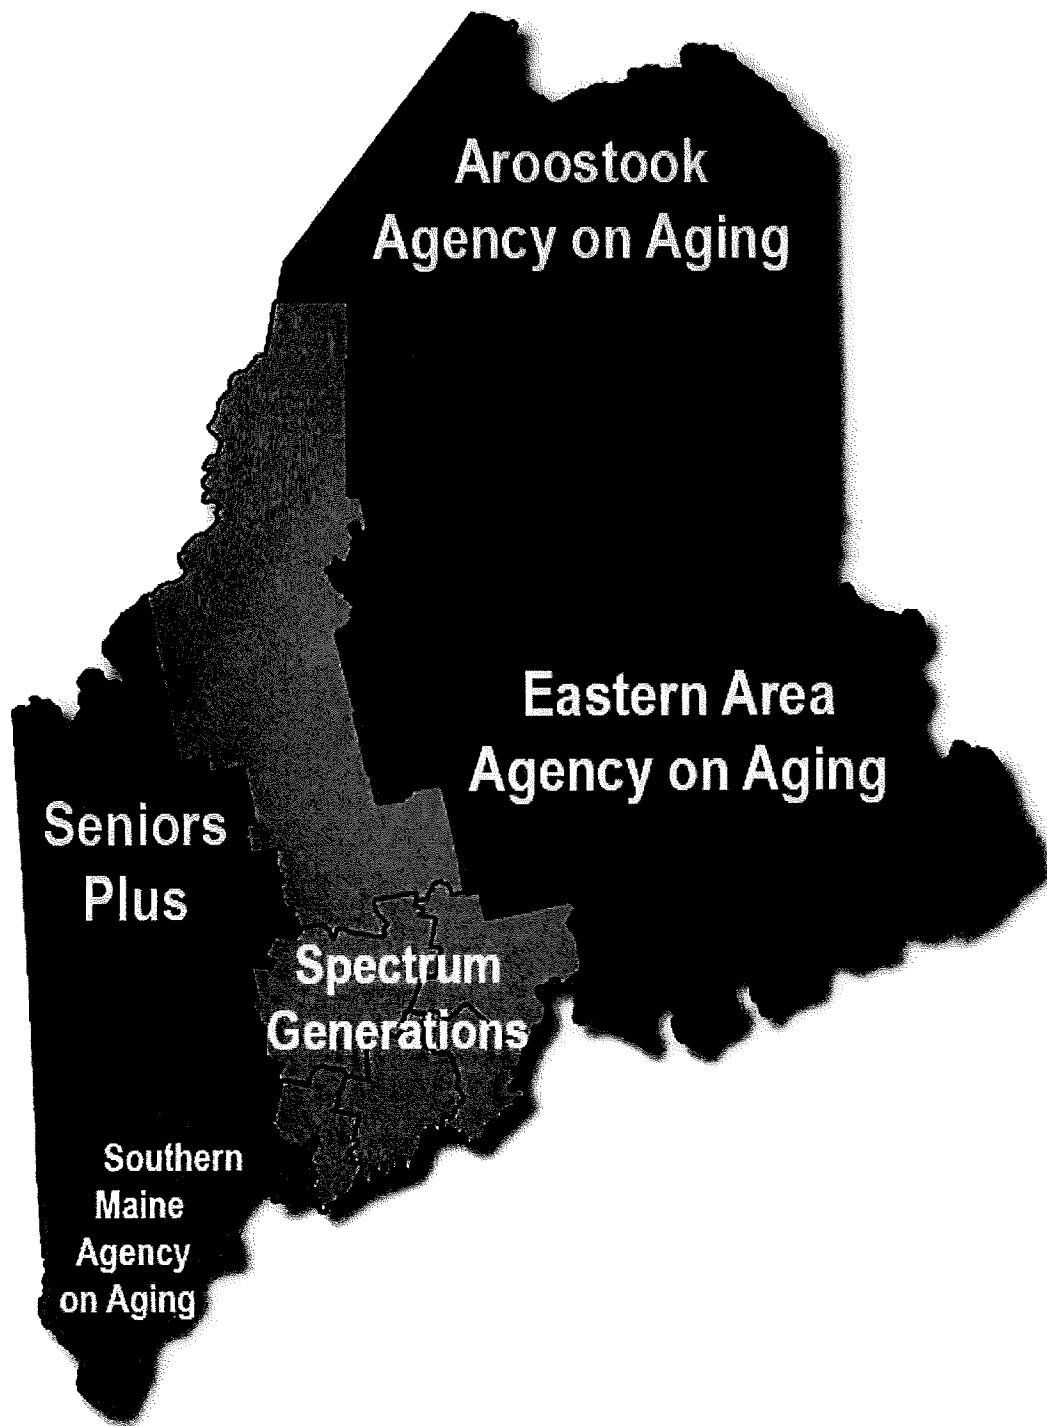 Aroostook
Agency on Aging
Eastern Area
Agency on Aging
Seniors
Plus
Spectrum
Generations
Southern
Maine
Agency
on Aging